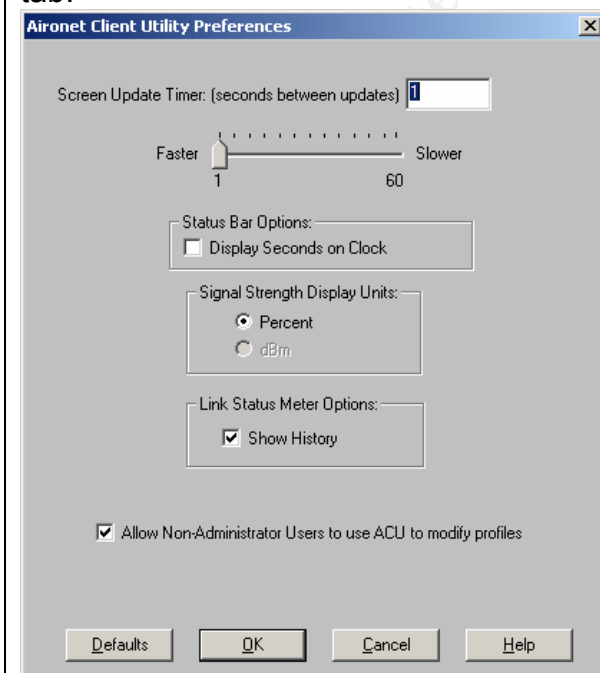 tab.
Aironet Client Utility Preferences
Screen Update Timer: (seconds between updates) 1
Faster Slower
1 60
Status Bar Options:
Display Seconds on Clock
Signal Strength Display Units:
Percent
dBm
Link Status Meter Options:
Show History
Allow Non-Administrator Users to use ACU to modify profiles
Defaults OK Cancel Help